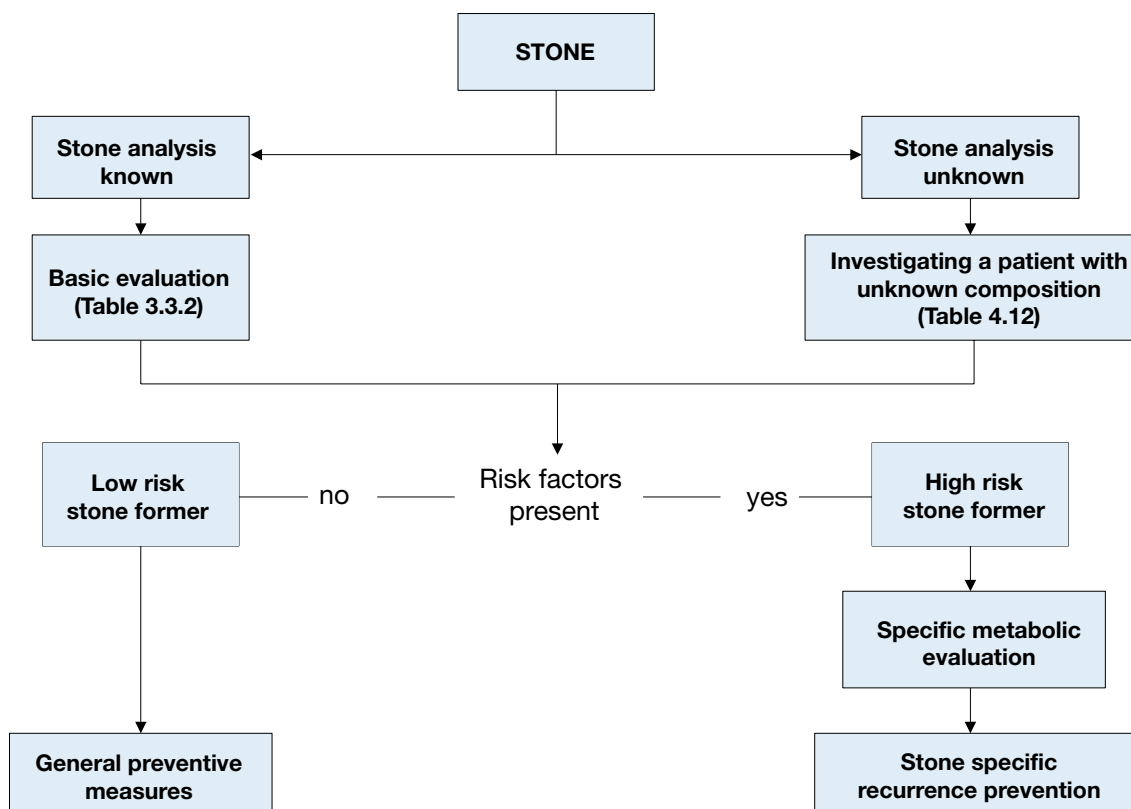 STONE
Stone analysis
known
Stone analysis
unknown
Basic evaluation
(Table 3.3.2)
Investigating a patient with
unknown composition
(Table 4.12)
Low risk
stone former
no
Risk factors
present
yes
High risk
stone former
Specific metabolic
evaluation
General preventive
measures
Stone specific
recurrence prevention